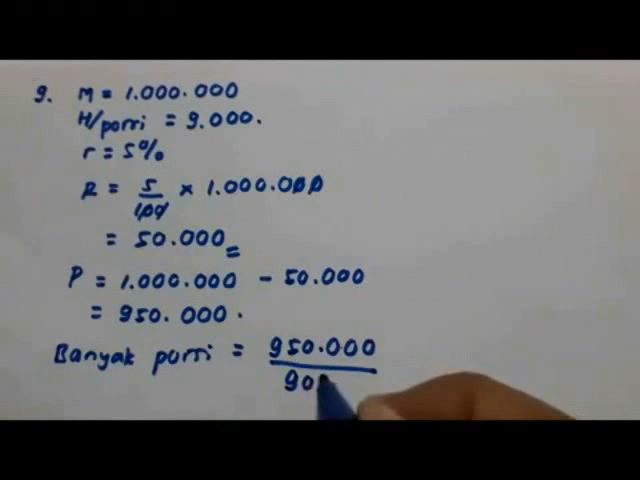 9. M = 1.000.000
H/porsi = 9.000.
r = 5%
R = 5/100 × 1.000.000
= 50.000
P = 1.000.000 - 50.000
= 950.000.
Banyak porsi = 950.000
90